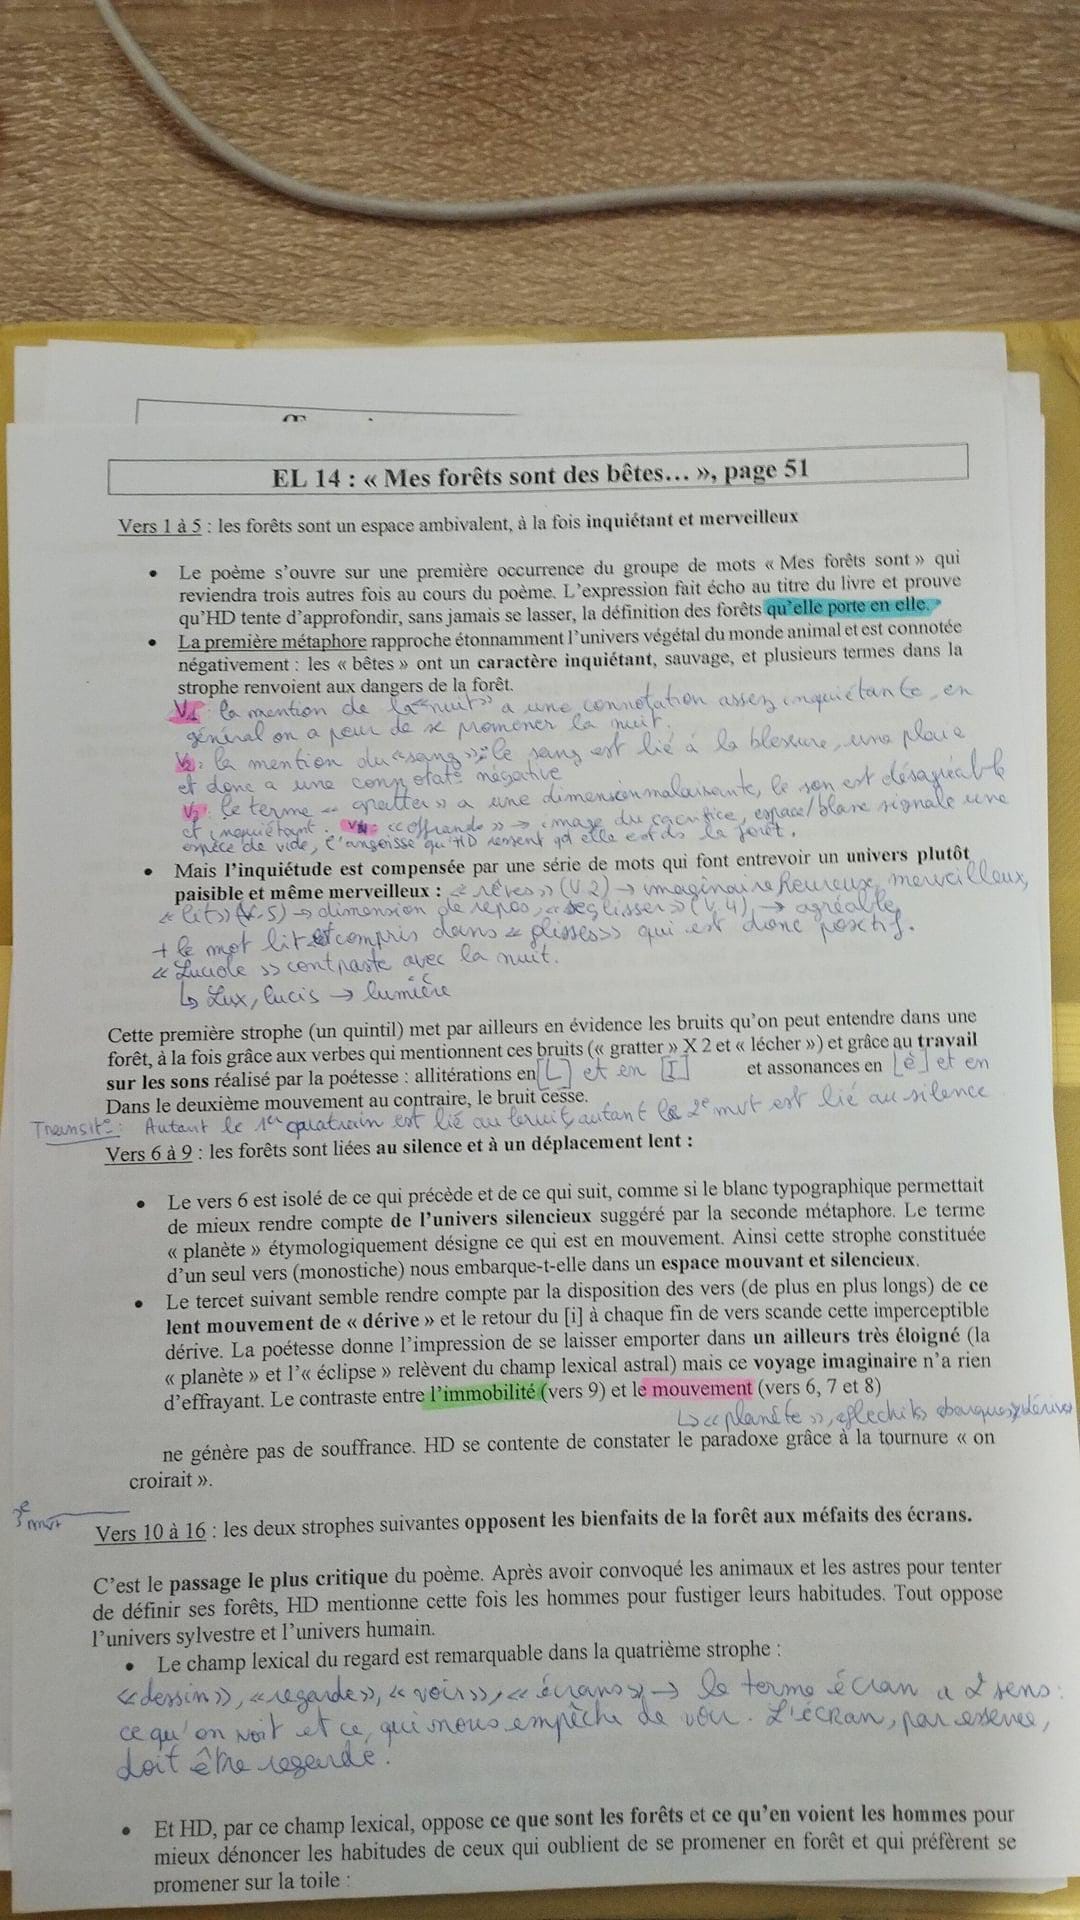 EL 14 : « Mes forêts sont des bêtes… », page 51
Vers 1 à 5 : les forêts sont un espace ambivalent, à la fois inquiétant et merveilleux
• Le poème s'ouvre sur une première occurrence du groupe de mots « Mes forêts sont » qui
reviendra trois autres fois au cours du poème. L'expression fait écho au titre du livre et prouve
qu'HD tente d'approfondir, sans jamais se lasser, la définition des forêts qu'elle porte en elle.
• La première métaphore rapproche étonnamment l'univers végétal du monde animal et est connotée
négativement : les « bêtes » ont un caractère inquiétant, sauvage, et plusieurs termes dans la
strophe renvoient aux dangers de la forêt.
V1 : la mention de la "nuit" a une connotation assez inquiétante, en
général on a peur de se promener la nuit.
V2 : la mention du "sang" : le sang est lié à la blessure, une plaie
et donc a une connotat° négative
V3 : le terme « gratter » a une dimension malaisante, le son est désagréable
et inquiétant. V4 : « offrande » → image du sacrifice, espace/blanc signale une
espèce de vide, l'angoisse qu'HD ressent qd elle est ds la forêt.
• Mais l'inquiétude est compensée par une série de mots qui font entrevoir un univers plutôt
paisible et même merveilleux : « rêves » (V.2) → imaginaire heureux, merveilleux,
« lit » (V.5) → dimension de repos, « se glisser » (V.4) → agréable
+ le mot lit est compris dans « plisses » qui est donc positif.
« Luciole » contraste avec la nuit.
↳ Lux, lucis → lumière
Cette première strophe (un quintil) met par ailleurs en évidence les bruits qu'on peut entendre dans une
forêt, à la fois grâce aux verbes qui mentionnent ces bruits (« gratter » X 2 et « lécher ») et grâce au travail
sur les sons réalisé par la poétesse : allitérations en [L] et en [I] et assonances en [è] et en
Dans le deuxième mouvement au contraire, le bruit cesse.
Transit° : Autant le 1er quatrain est lié au bruit, autant le 2e mvt est lié au silence
Vers 6 à 9 : les forêts sont liées au silence et à un déplacement lent :
• Le vers 6 est isolé de ce qui précède et de ce qui suit, comme si le blanc typographique permettait
de mieux rendre compte de l'univers silencieux suggéré par la seconde métaphore. Le terme
« planète » étymologiquement désigne ce qui est en mouvement. Ainsi cette strophe constituée
d'un seul vers (monostiche) nous embarque-t-elle dans un espace mouvant et silencieux.
• Le tercet suivant semble rendre compte par la disposition des vers (de plus en plus longs) de ce
lent mouvement de « dérive » et le retour du [i] à chaque fin de vers scande cette imperceptible
dérive. La poétesse donne l'impression de se laisser emporter dans un ailleurs très éloigné (la
« planète » et l'« éclipse » relèvent du champ lexical astral) mais ce voyage imaginaire n'a rien
d'effrayant. Le contraste entre l'immobilité (vers 9) et le mouvement (vers 6, 7 et 8)
↳ « planète »,
ne génère pas de souffrance. HD se contente de constater le paradoxe grâce à la tournure « on
croirait ».
3e mvt
Vers 10 à 16 : les deux strophes suivantes opposent les bienfaits de la forêt aux méfaits des écrans.
C'est le passage le plus critique du poème. Après avoir convoqué les animaux et les astres pour tenter
de définir ses forêts, HD mentionne cette fois les hommes pour fustiger leurs habitudes. Tout oppose
l'univers sylvestre et l'univers humain.
• Le champ lexical du regard est remarquable dans la quatrième strophe :
« dessin », « regarde », « voir », « écrans » → le terme écran a 2 sens :
ce qu'on voit et ce qui nous empêche de voir. L'écran, par essence,
doit être regardé.
• Et HD, par ce champ lexical, oppose ce que sont les forêts et ce qu'en voient les hommes pour
mieux dénoncer les habitudes de ceux qui oublient de se promener en forêt et qui préfèrent se
promener sur la toile :